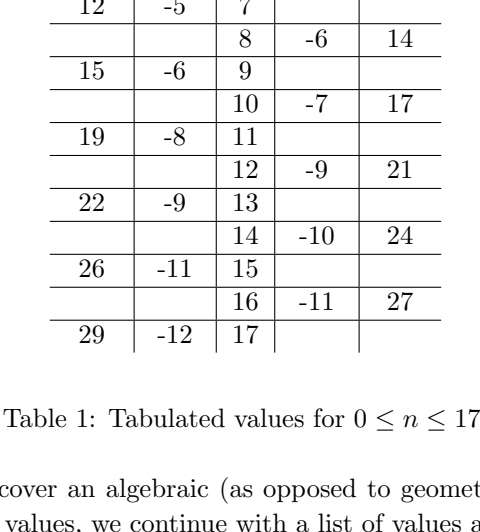 12 -5 7
8 -6 14
15 -6 9
10 -7 17
19 -8 11
12 -9 21
22 -9 13
14 -10 24
26 -11 15
16 -11 27
29 -12 17
Table 1: Tabulated values for 0 ≤ n ≤ 17
cover an algebraic (as opposed to geomet
values, we continue with a list of values a